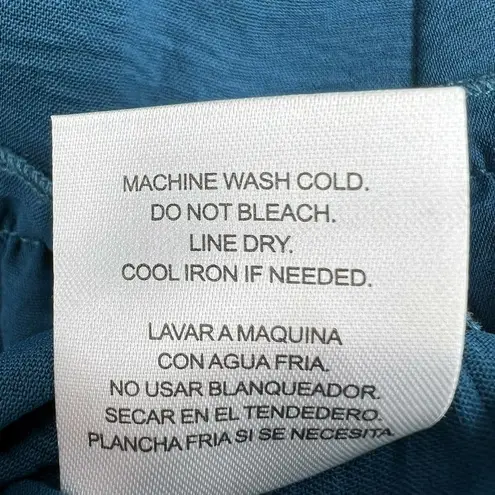 MACHINE WASH COLD.
DO NOT BLEACH.
LINE DRY.
COOL IRON IF NEEDED.
LAVAR A MAQUINA
CON AGUA FRIA.
NO USAR BLANQUEADOR.
SECAR EN EL TENDEDERO.
PLANCHA FRIA SI SE NECESITA.